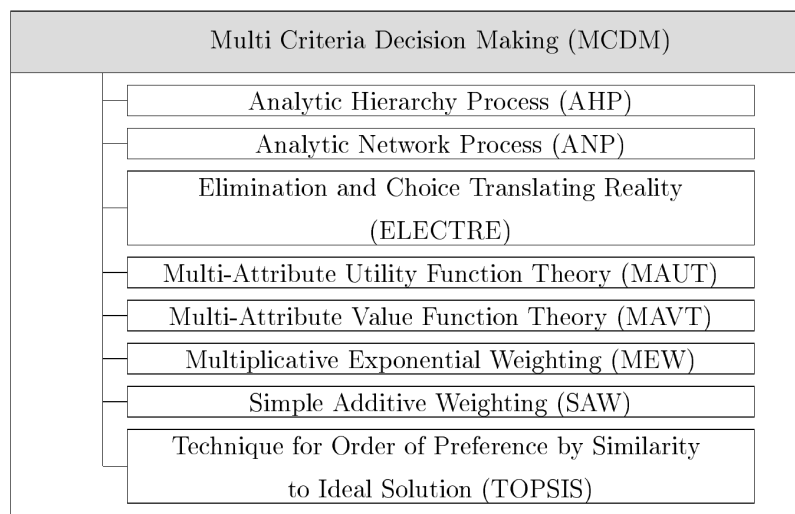 Multi Criteria Decision Making (MCDM)
Analytic Hierarchy Process (AHP)
Analytic Network Process (ANP)
Elimination and Choice Translating Reality
(ELECTRE)
Multi-Attribute Utility Function Theory (MAUT)
Multi-Attribute Value Function Theory (MAVT)
Multiplicative Exponential Weighting (MEW)
Simple Additive Weighting (SAW)
Technique for Order of Preference by Similarity
to Ideal Solution (TOPSIS)